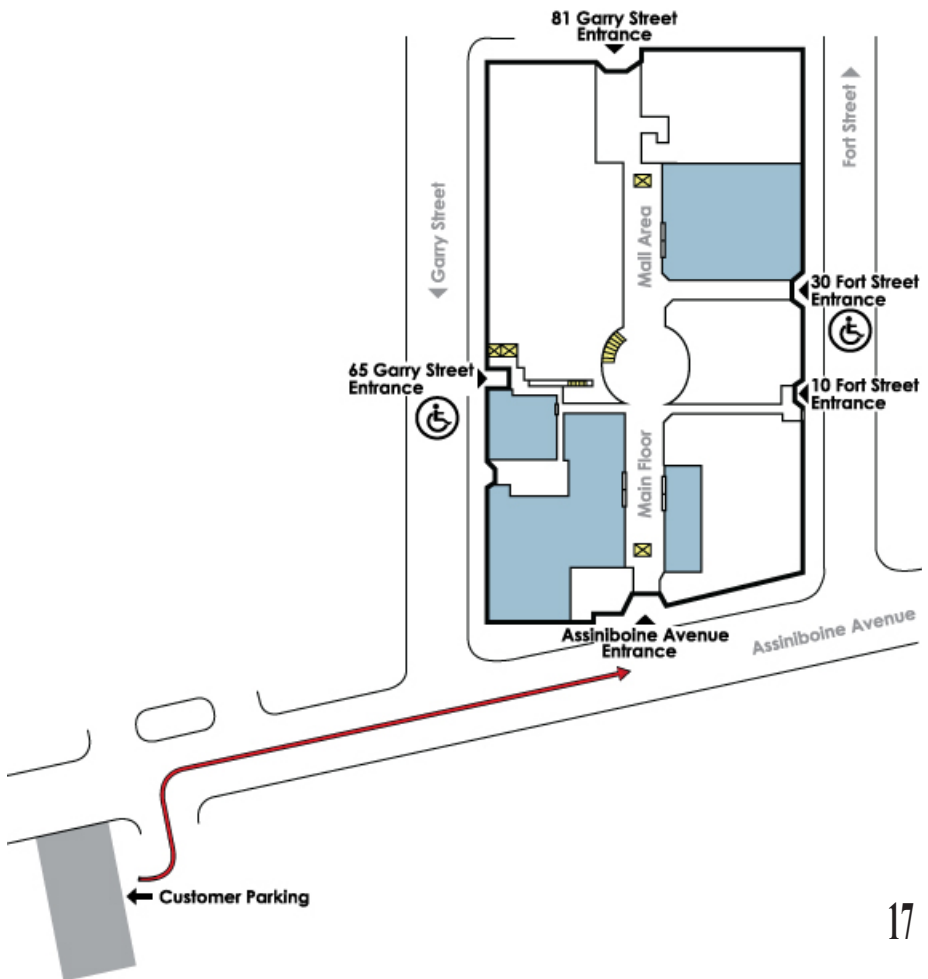 81 Garry Street
Entrance
Fort Street
Garry Street
Mall Area
30 Fort Street
Entrance
65 Garry Street
Entrance
10 Fort Street
Entrance
Main Floor
Assiniboine Avenue
Entrance
Assiniboine Avenue
Customer Parking
17